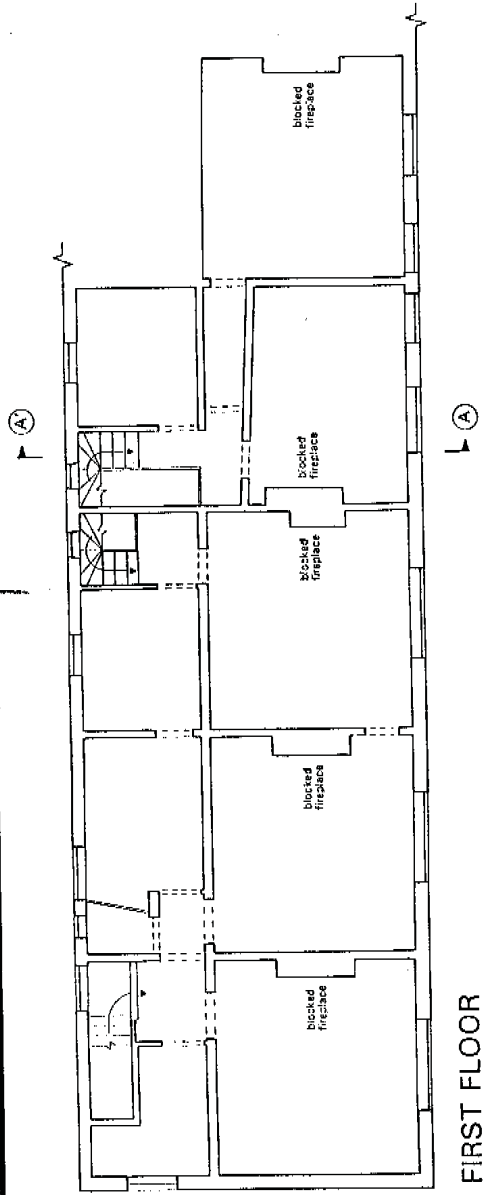 FIRST FLOOR
blocked
fireplace
blocked
fireplace
blocked
fireplace
blocked
fireplace
blocked
fireplace
A'
A